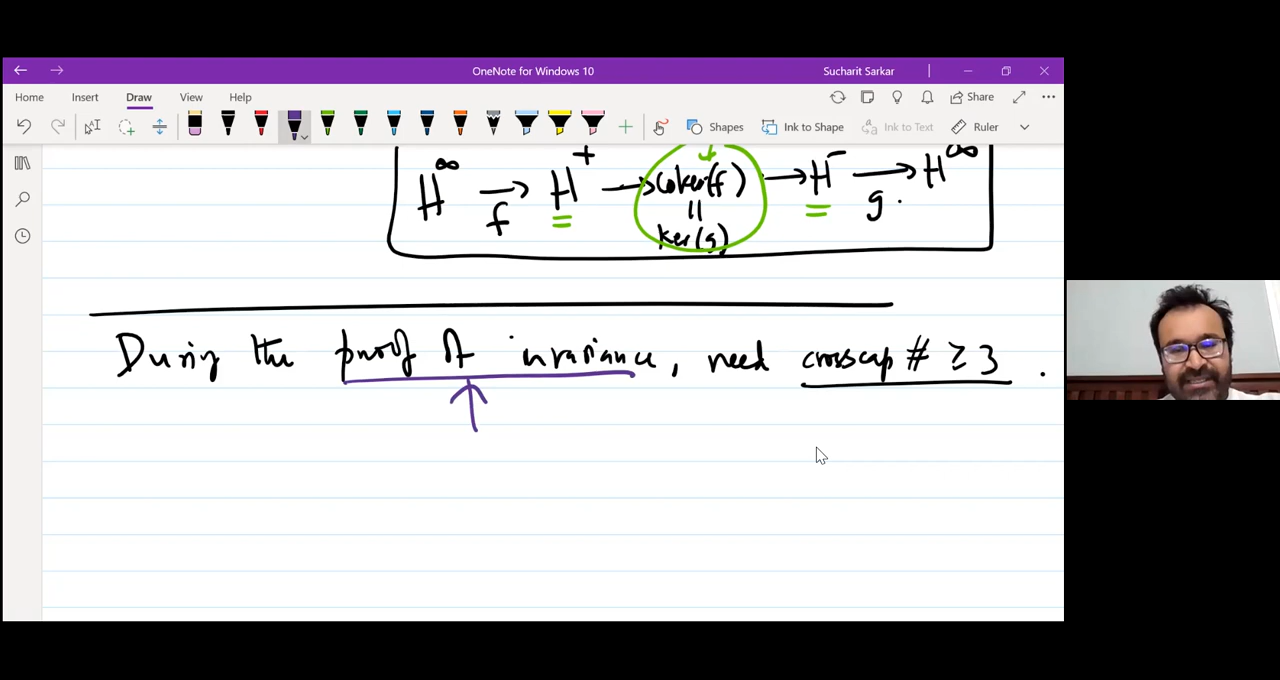 OneNote for Windows 10
Sucharit Sarkar
Home Insert Draw View Help
Share
Shapes Ink to Shape Ink to Text Ruler
H^∞ →f H^+ → coker(f) → H^- →g H^∞
||
ker(g)
During the proof of invariance, need crosscap # ≥ 3.